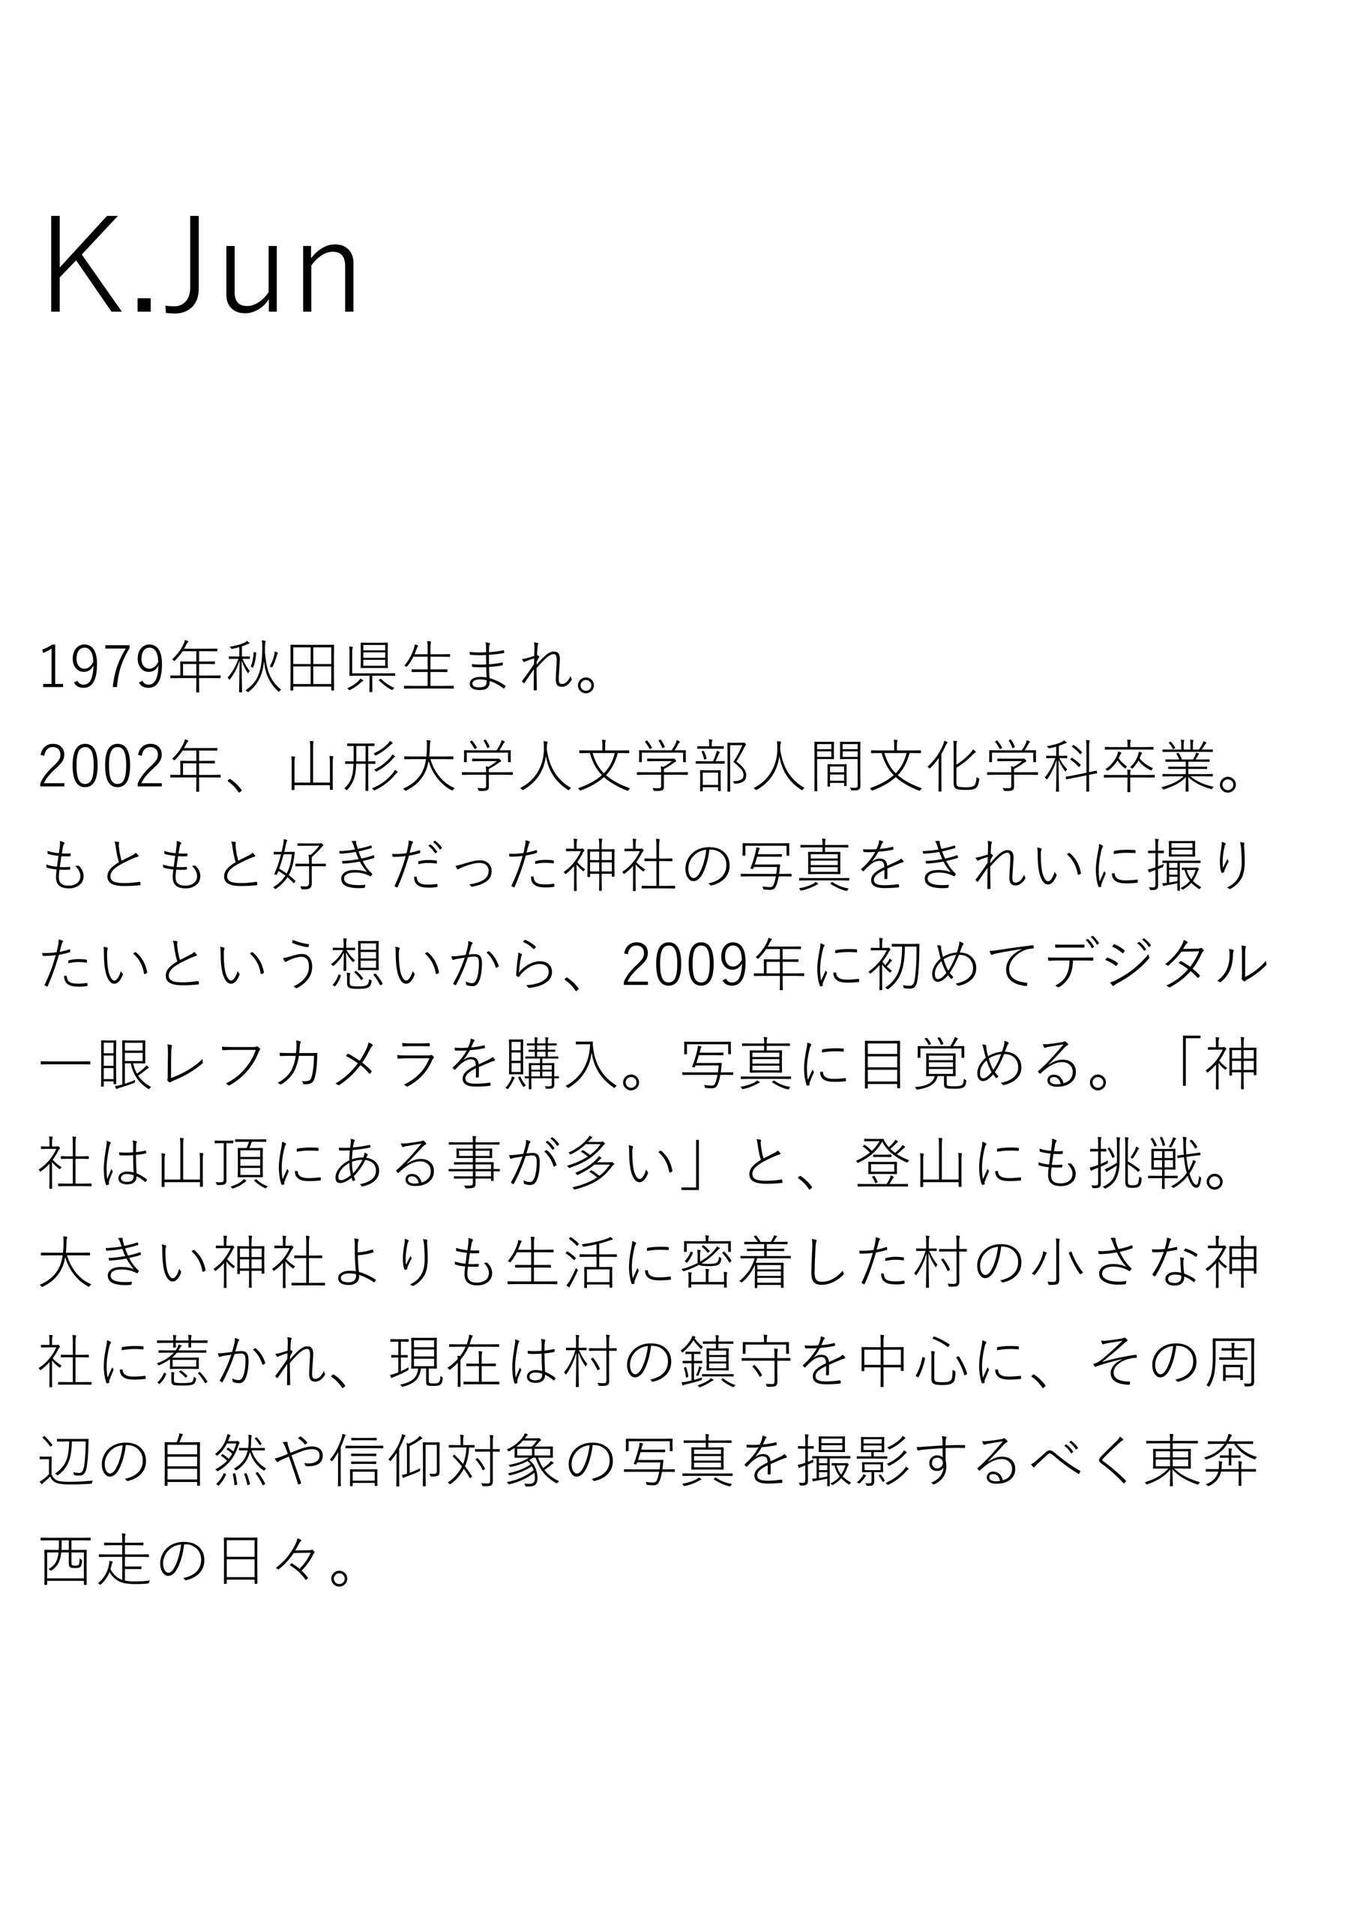 K.Jun
1979年秋田県生まれ。
2002年、山形大学人文学部人間文化学科卒業。
もともと好きだった神社の写真をきれいに撮り
たいという想いから、2009年に初めてデジタル
一眼レフカメラを購入。写真に目覚める。「神
社は山頂にある事が多い」と、登山にも挑戦。
大きい神社よりも生活に密着した村の小さな神
社に惹かれ、現在は村の鎮守を中心に、その周
辺の自然や信仰対象の写真を撮影するべく東奔
西走の日々。